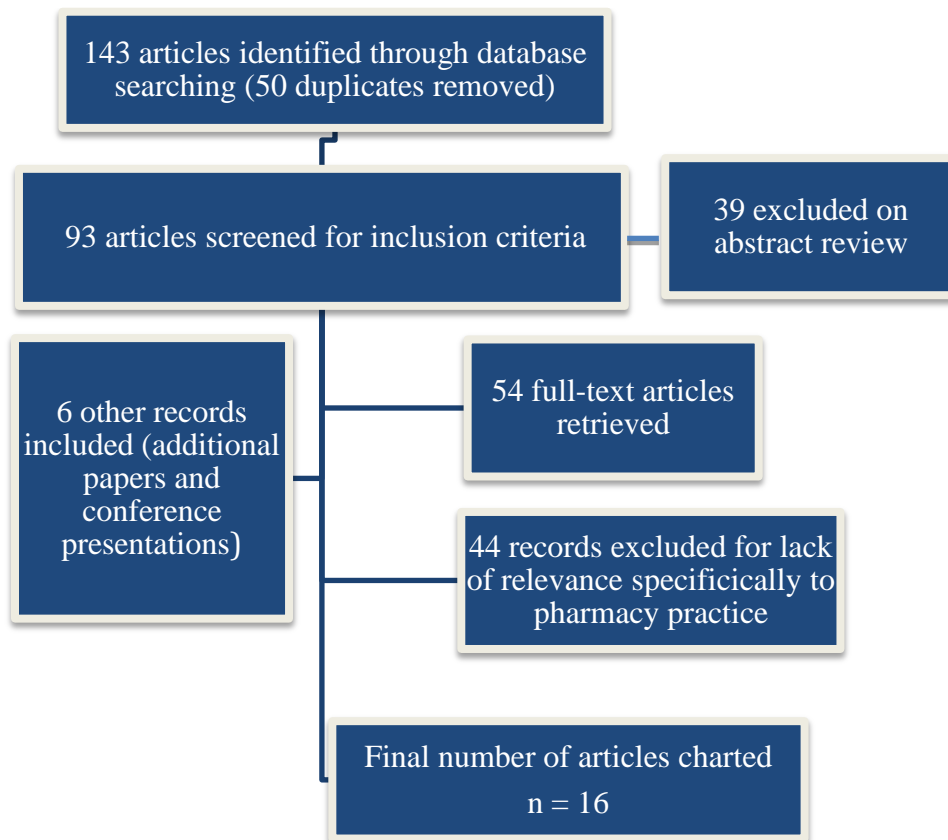 143 articles identified through database
searching (50 duplicates removed)
93 articles screened for inclusion criteria
39 excluded on
abstract review
54 full-text articles
retrieved
6 other records
included (additional
papers and
conference
presentations)
44 records excluded for lack
of relevance specificically to
pharmacy practice
Final number of articles charted
n = 16